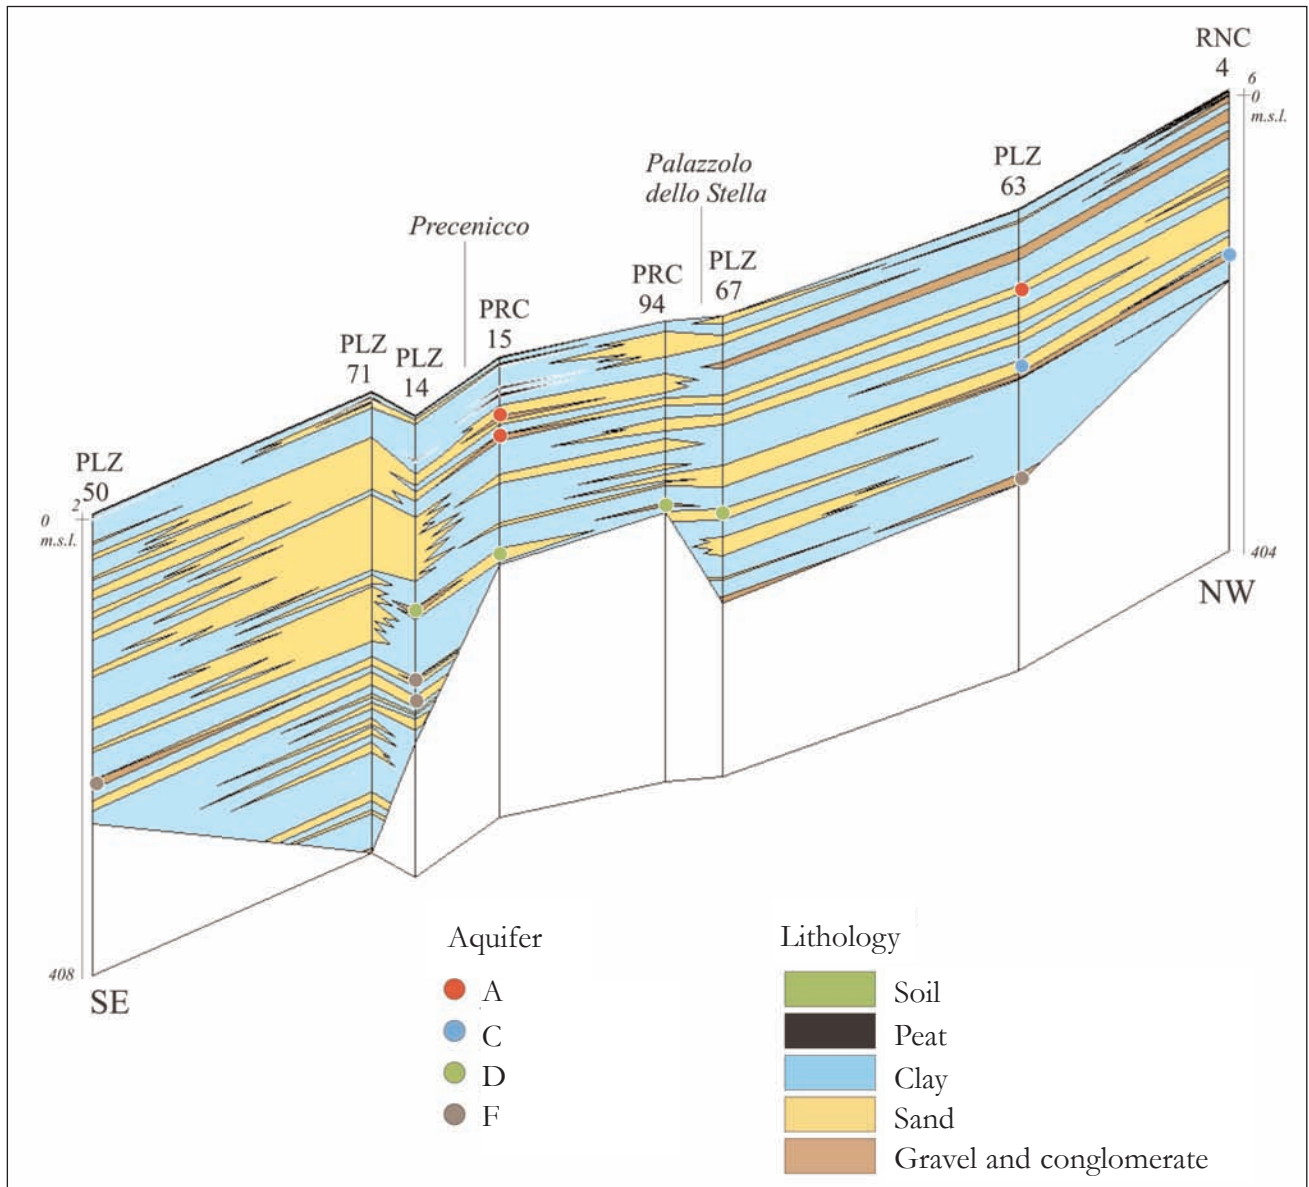 RNC
4
6
0
m.s.l.
PLZ
63
Palazzolo
dello Stella
Precenicco
PRC
94
PLZ
67
PRC
15
PLZ
71
PLZ
14
PLZ
50
2
0
m.s.l.
404
NW
408
SE
Aquifer
A
C
D
F
Lithology
Soil
Peat
Clay
Sand
Gravel and conglomerate